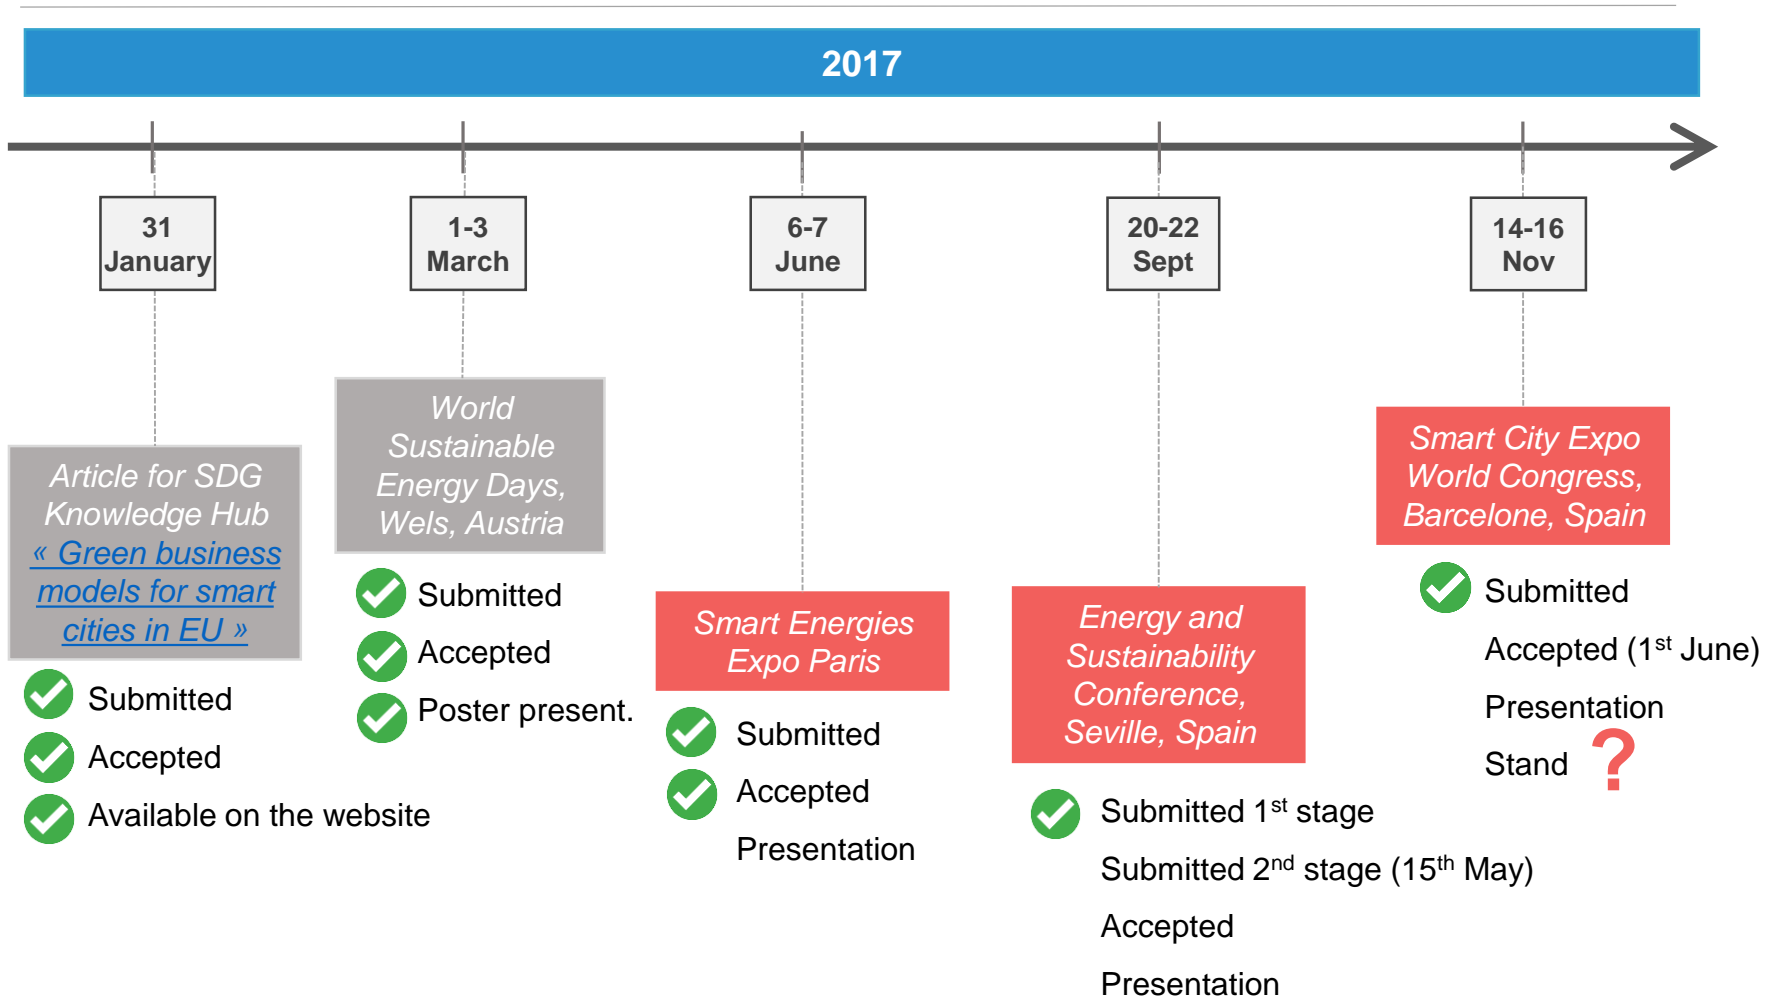 2017
31
January
1-3
March
6-7
June
20-22
Sept
14-16
Nov
Article for SDG
Knowledge Hub
« Green business
models for smart
cities in EU »
Submitted
Accepted
Available on the website
World
Sustainable
Energy Days,
Wels, Austria
Submitted
Accepted
Poster present.
Smart Energies
Expo Paris
Submitted
Accepted
Presentation
Energy and
Sustainability
Conference,
Seville, Spain
Submitted 1st stage
Submitted 2nd stage (15th May)
Accepted
Presentation
Smart City Expo
World Congress,
Barcelone, Spain
Submitted
Accepted (1st June)
Presentation
Stand ?